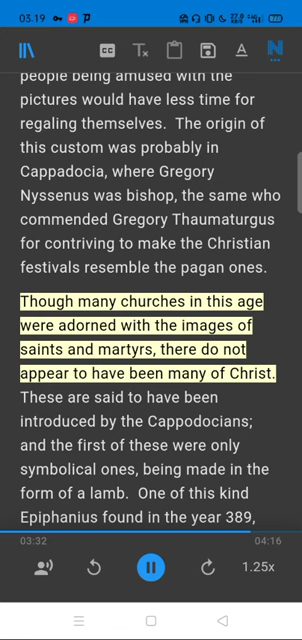 03.19
27.0
KB/S
CC
T×
A
N
people being amused with the
pictures would have less time for
regaling themselves.  The origin of
this custom was probably in
Cappadocia, where Gregory
Nyssenus was bishop, the same who
commended Gregory Thaumaturgus
for contriving to make the Christian
festivals resemble the pagan ones.
Though many churches in this age
were adorned with the images of
saints and martyrs, there do not
appear to have been many of Christ.
These are said to have been
introduced by the Cappodocians;
and the first of these were only
symbolical ones, being made in the
form of a lamb.  One of this kind
Epiphanius found in the year 389,
03:32
04:16
1.25x